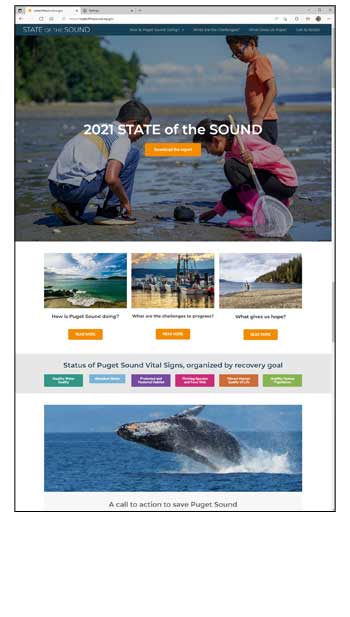 STATE OF THE SOUND
How is Puget Sound doing?
What are the challenges?
What Gives Us Hope?
Call to Action
2021 STATE of the SOUND
Download the report
How is Puget Sound doing?
What are the challenges to progress?
What gives us hope?
READ MORE
READ MORE
READ MORE
Status of Puget Sound Vital Signs, organized by recovery goal
Healthy Water Quality
Abundant Water
Protected and Restored Habitat
Thriving Species and Food Web
Vibrant Human Quality of Life
Healthy Human Population
A call to action to save Puget Sound